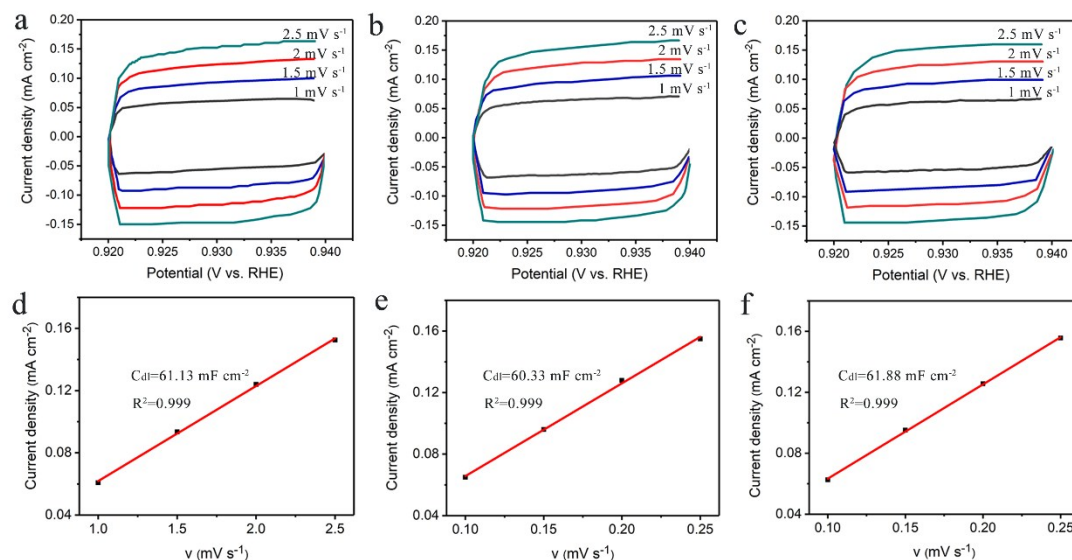 a
Current density (mA cm-2)
0.20
0.15
0.10
0.05
0.00
-0.05
-0.10
-0.15
2.5 mV s-1
2 mV s-1
1.5 mV s-1
1 mV s-1
0.920 0.925 0.930 0.935 0.940
Potential (V vs. RHE)
b
Current density (mA cm-2)
0.20
0.15
0.10
0.05
0.00
-0.05
-0.10
-0.15
2.5 mV s-1
2 mV s-1
1.5 mV s-1
1 mV s-1
0.920 0.925 0.930 0.935 0.940
Potential (V vs. RHE)
c
Current density (mA cm-2)
0.20
0.15
0.10
0.05
0.00
-0.05
-0.10
-0.15
2.5 mV s-1
2 mV s-1
1.5 mV s-1
1 mV s-1
0.920 0.925 0.930 0.935 0.940
Potential (V vs. RHE)
d
Current density (mA cm-2)
0.16
0.12
0.08
0.04
Cdl=61.13 mF cm-2
R2=0.999
1.0 1.5 2.0 2.5
v (mV s-1)
e
Current density (mA cm-2)
0.16
0.12
0.08
0.04
Cdl=60.33 mF cm-2
R2=0.999
0.10 0.15 0.20 0.25
v (mV s-1)
f
Current density (mA cm-2)
0.16
0.12
0.08
0.04
Cdl=61.88 mF cm-2
R2=0.999
0.10 0.15 0.20 0.25
v (mV s-1)